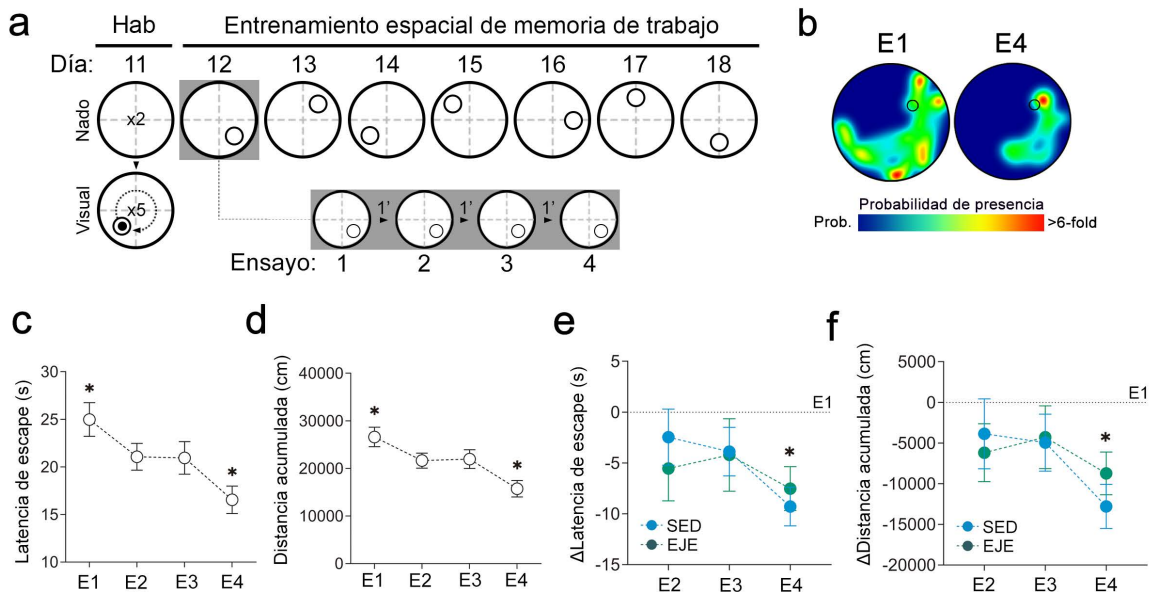 a
Hab
Entrenamiento espacial de memoria de trabajo
Día: 11 12 13 14 15 16 17 18
Nado
x2
Visual
x5
1' 1' 1'
Ensayo: 1 2 3 4
b
E1 E4
Probabilidad de presencia
Prob. >6-fold
c
Latencia de escape (s)
30
25
20
15
10
*
*
E1 E2 E3 E4
d
Distancia acumulada (cm)
40000
30000
20000
10000
0
*
*
E1 E2 E3 E4
e
ΔLatencia de escape (s)
5
0
-5
-10
-15
E1
*
SED
EJE
E2 E3 E4
f
ΔDistancia acumulada (cm)
5000
0
-5000
-10000
-15000
-20000
E1
*
SED
EJE
E2 E3 E4